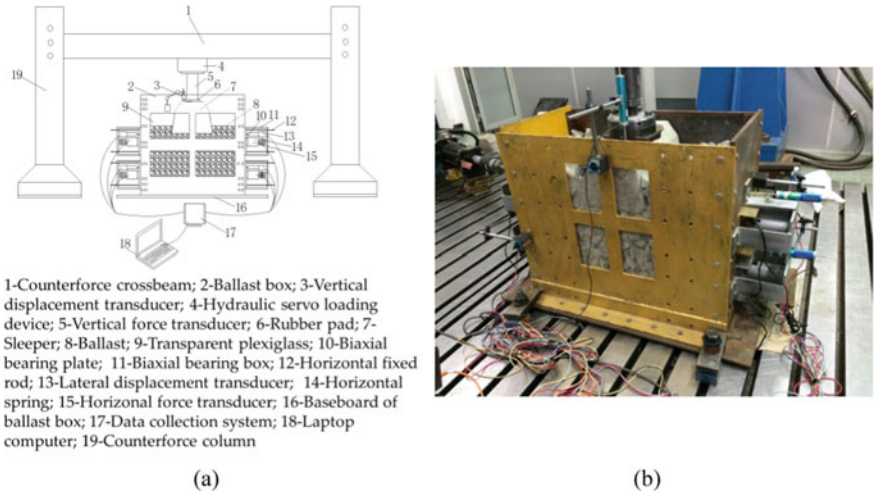 1
19
4
5
6
2
3
7
9
8
10
11
12
13
14
15
16
18
17
1-Counterforce crossbeam; 2-Ballast box; 3-Vertical
displacement transducer; 4-Hydraulic servo loading
device; 5-Vertical force transducer; 6-Rubber pad; 7-
Sleeper; 8-Ballast; 9-Transparent plexiglass; 10-Biaxial
bearing plate; 11-Biaxial bearing box; 12-Horizontal fixed
rod; 13-Lateral displacement transducer; 14-Horizontal
spring; 15-Horizonal force transducer; 16-Baseboard of
ballast box; 17-Data collection system; 18-Laptop
computer; 19-Counterforce column
(a)
(b)